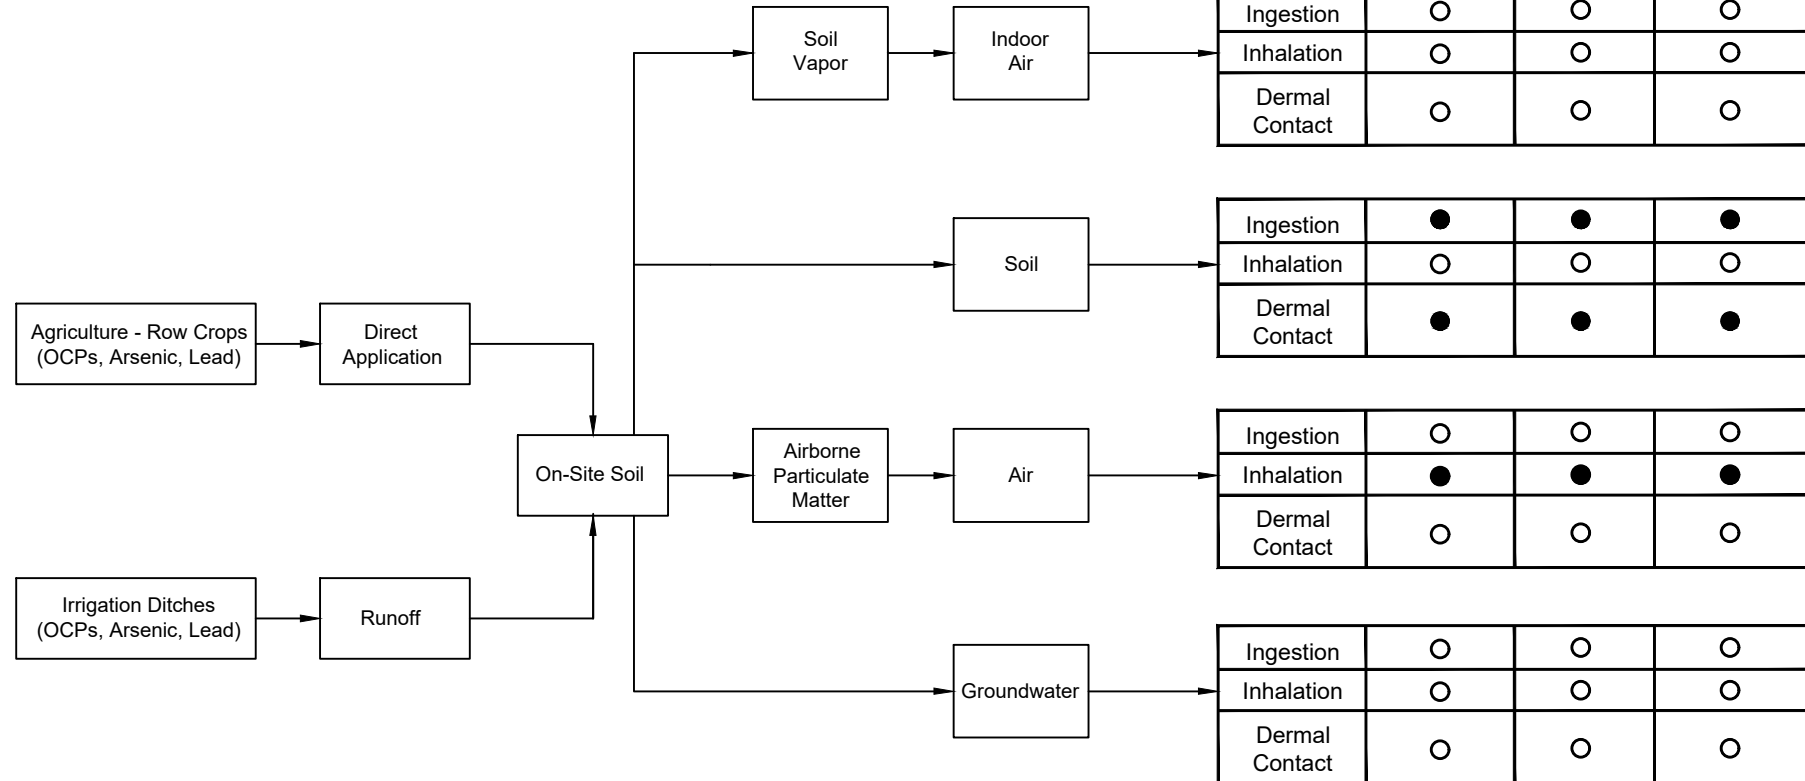 Soil
Vapor
Indoor
Air
Ingestion
Inhalation
Dermal
Contact
Soil
Ingestion
Inhalation
Dermal
Contact
Agriculture - Row Crops
(OCPs, Arsenic, Lead)
Direct
Application
On-Site Soil
Airborne
Particulate
Matter
Air
Ingestion
Inhalation
Dermal
Contact
Irrigation Ditches
(OCPs, Arsenic, Lead)
Runoff
Groundwater
Ingestion
Inhalation
Dermal
Contact